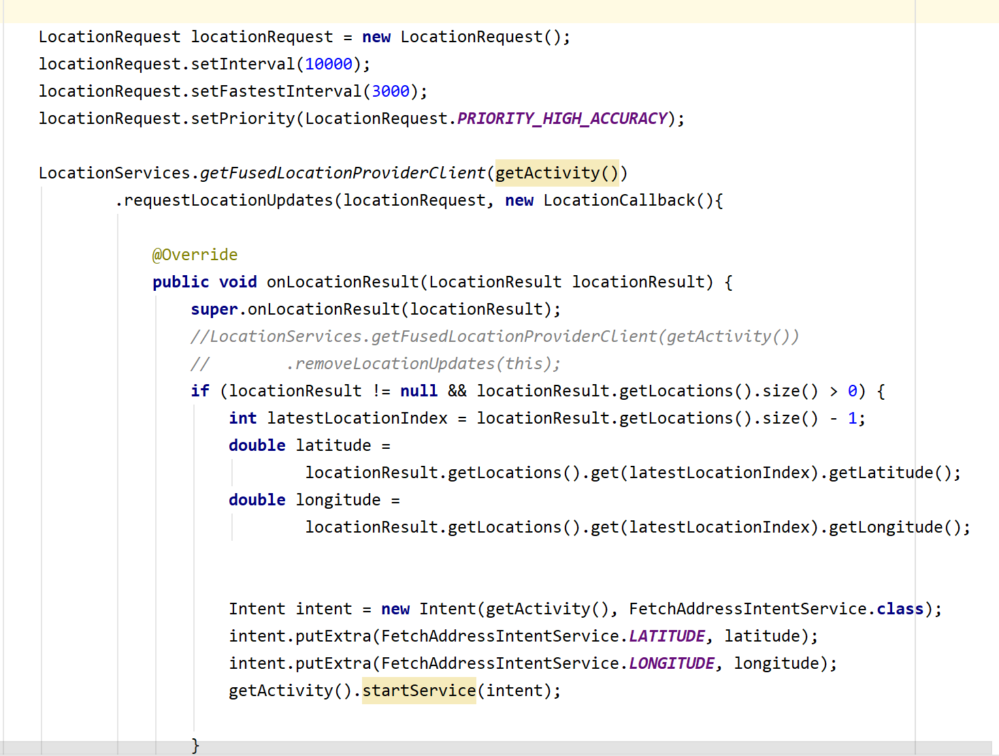 LocationRequest locationRequest = new LocationRequest();
locationRequest.setInterval(10000);
locationRequest.setFastestInterval(3000);
locationRequest.setPriority(LocationRequest.PRIORITY_HIGH_ACCURACY);
LocationServices.getFusedLocationProviderClient(getActivity())
.requestLocationUpdates(locationRequest, new LocationCallback(){
@Override
public void onLocationResult(LocationResult locationResult) {
super.onLocationResult(locationResult);
//LocationServices.getFusedLocationProviderClient(getActivity())
//        .removeLocationUpdates(this);
if (locationResult != null && locationResult.getLocations().size() > 0) {
int latestLocationIndex = locationResult.getLocations().size() - 1;
double latitude =
locationResult.getLocations().get(latestLocationIndex).getLatitude();
double longitude =
locationResult.getLocations().get(latestLocationIndex).getLongitude();
Intent intent = new Intent(getActivity(), FetchAddressIntentService.class);
intent.putExtra(FetchAddressIntentService.LATITUDE, latitude);
intent.putExtra(FetchAddressIntentService.LONGITUDE, longitude);
getActivity().startService(intent);
}